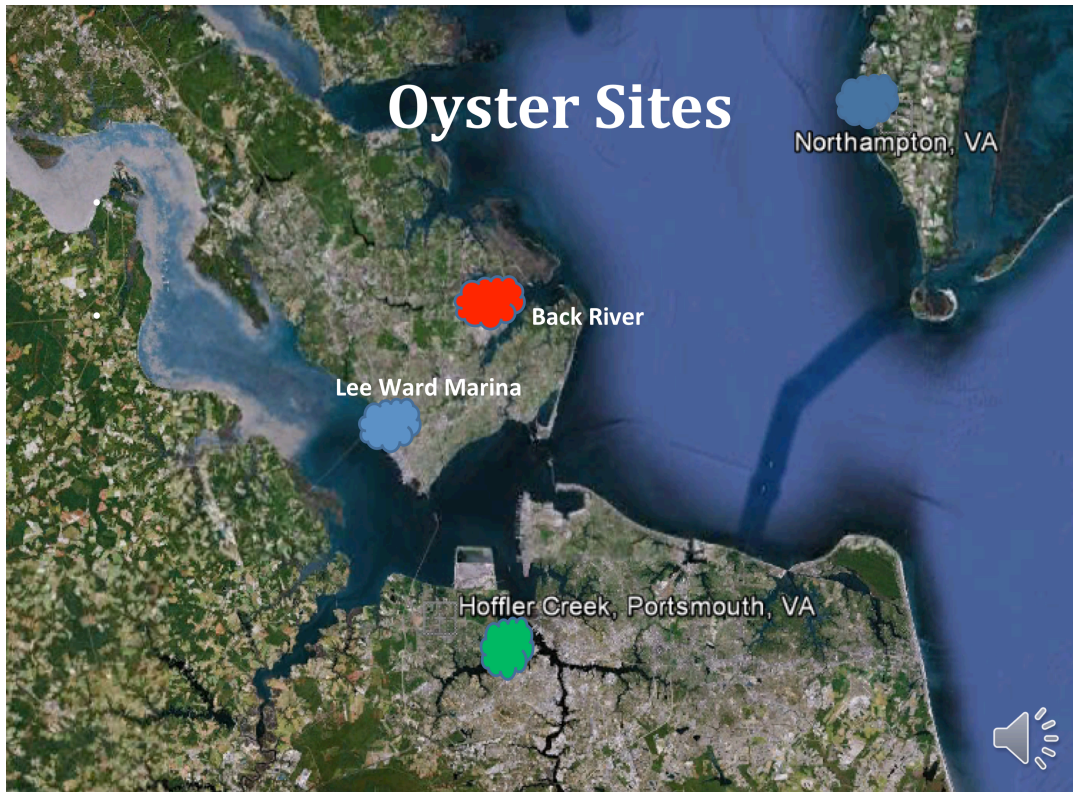 Oyster Sites
Northampton, VA
Back River
Lee Ward Marina
Hoffler Creek, Portsmouth, VA